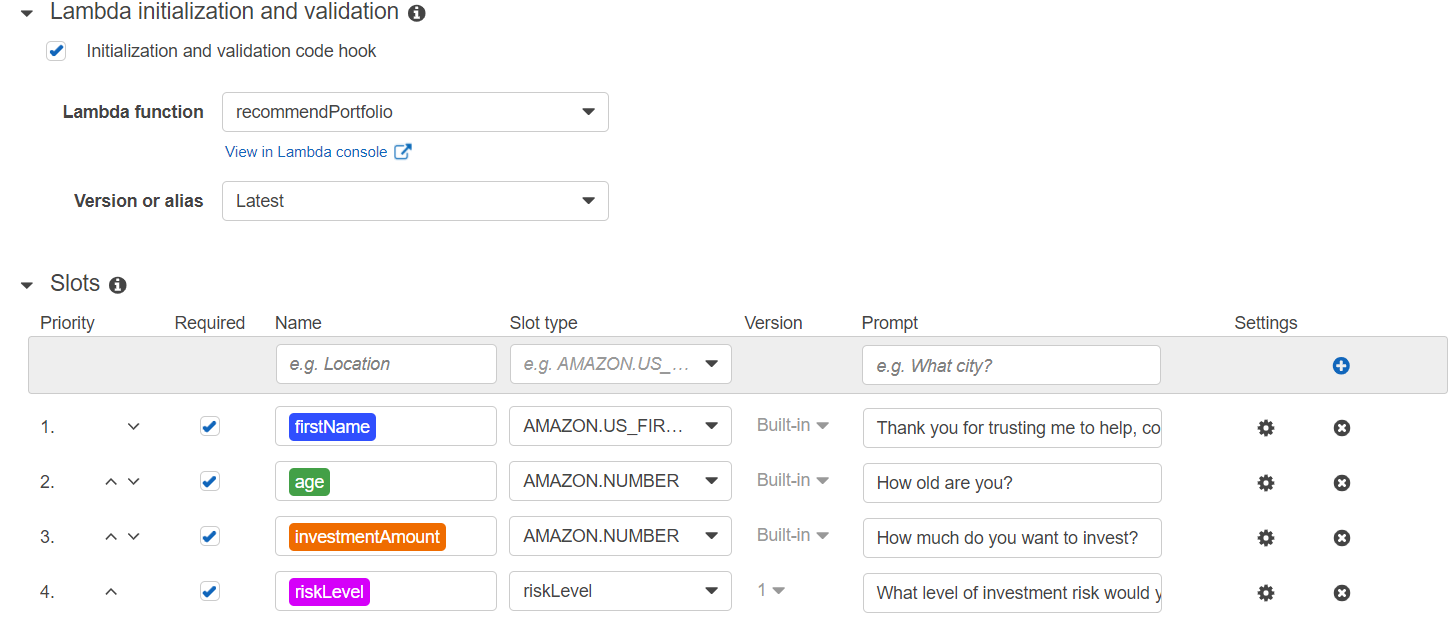 Lambda initialization and validation
Initialization and validation code hook
Lambda function recommendPortfolio
View in Lambda console
Version or alias Latest
Slots
Priority Required Name Slot type Version Prompt Settings
e.g. Location e.g. AMAZON.US_... e.g. What city?
1. firstName AMAZON.US_FIR... Built-in Thank you for trusting me to help, co
2. age AMAZON.NUMBER Built-in How old are you?
3. investmentAmount AMAZON.NUMBER Built-in How much do you want to invest?
4. riskLevel riskLevel 1 What level of investment risk would y